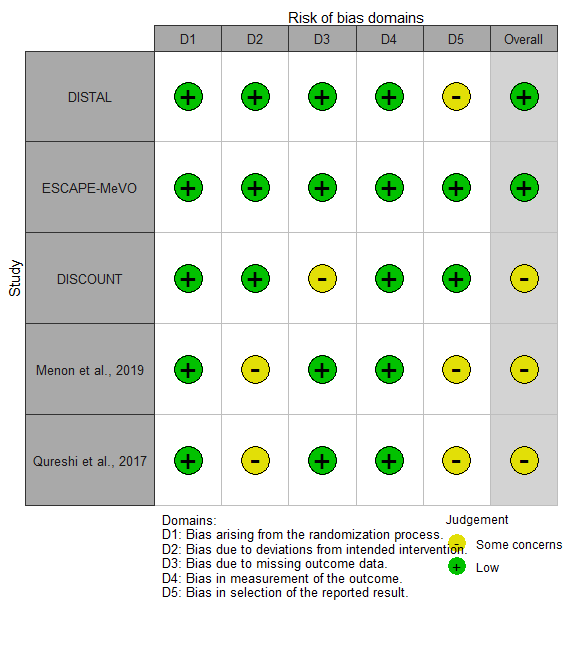 Risk of bias domains
D1 D2 D3 D4 D5 Overall
Study
DISTAL + + + + - +
ESCAPE-MeVO + + + + + +
DISCOUNT + + - + + -
Menon et al., 2019 + - + + - -
Qureshi et al., 2017 + - + + - -
Domains:
D1: Bias arising from the randomization process.
D2: Bias due to deviations from intended intervention.
D3: Bias due to missing outcome data.
D4: Bias in measurement of the outcome.
D5: Bias in selection of the reported result.
Judgement
- Some concerns
+ Low